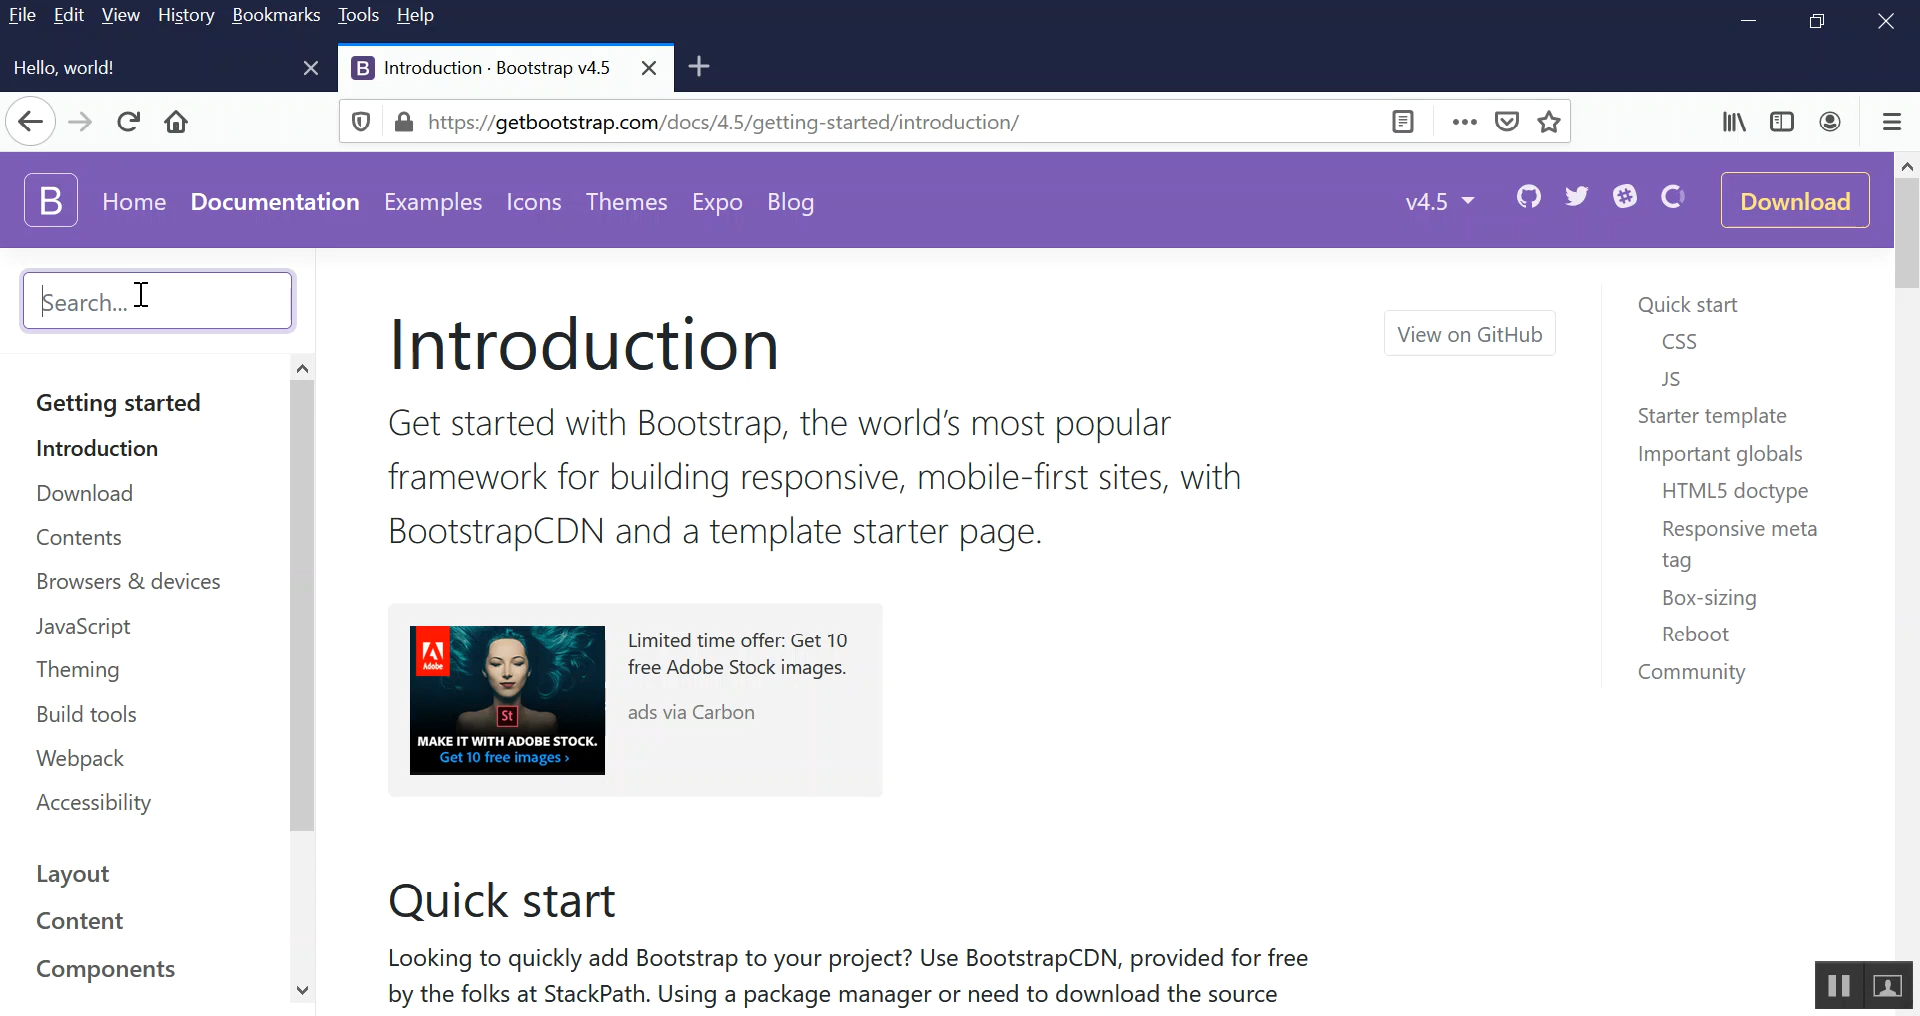 File Edit View History Bookmarks Tools Help
Hello, world!
B Introduction · Bootstrap v4.5
https://getbootstrap.com/docs/4.5/getting-started/introduction/
B Home Documentation Examples Icons Themes Expo Blog v4.5 Download
Search...
Getting started
Introduction
Download
Contents
Browsers & devices
JavaScript
Theming
Build tools
Webpack
Accessibility
Layout
Content
Components
Introduction
View on GitHub
Get started with Bootstrap, the world's most popular
framework for building responsive, mobile-first sites, with
BootstrapCDN and a template starter page.
Adobe
St
MAKE IT WITH ADOBE STOCK.
Get 10 free images ›
Limited time offer: Get 10
free Adobe Stock images.
ads via Carbon
Quick start
Looking to quickly add Bootstrap to your project? Use BootstrapCDN, provided for free
by the folks at StackPath. Using a package manager or need to download the source
Quick start
CSS
JS
Starter template
Important globals
HTML5 doctype
Responsive meta
tag
Box-sizing
Reboot
Community